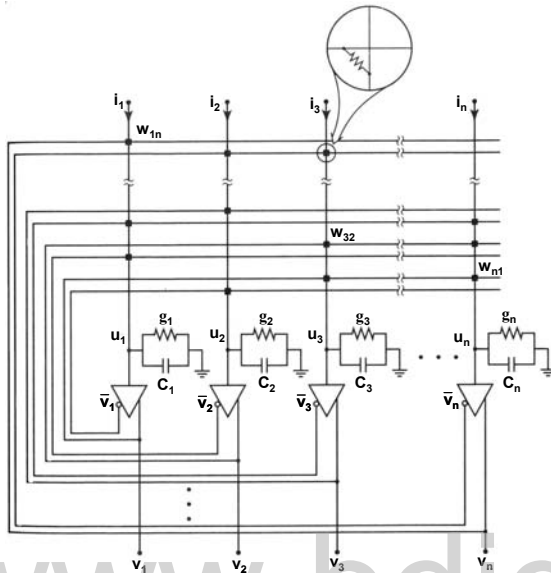 i1 i2 i3 in
w1n
w32
wn1
g1 g2 g3 gn
u1 u2 u3 un
C1 C2 C3 Cn
v̄1 v̄2 v̄3 v̄n
v1 v2 v3 vn